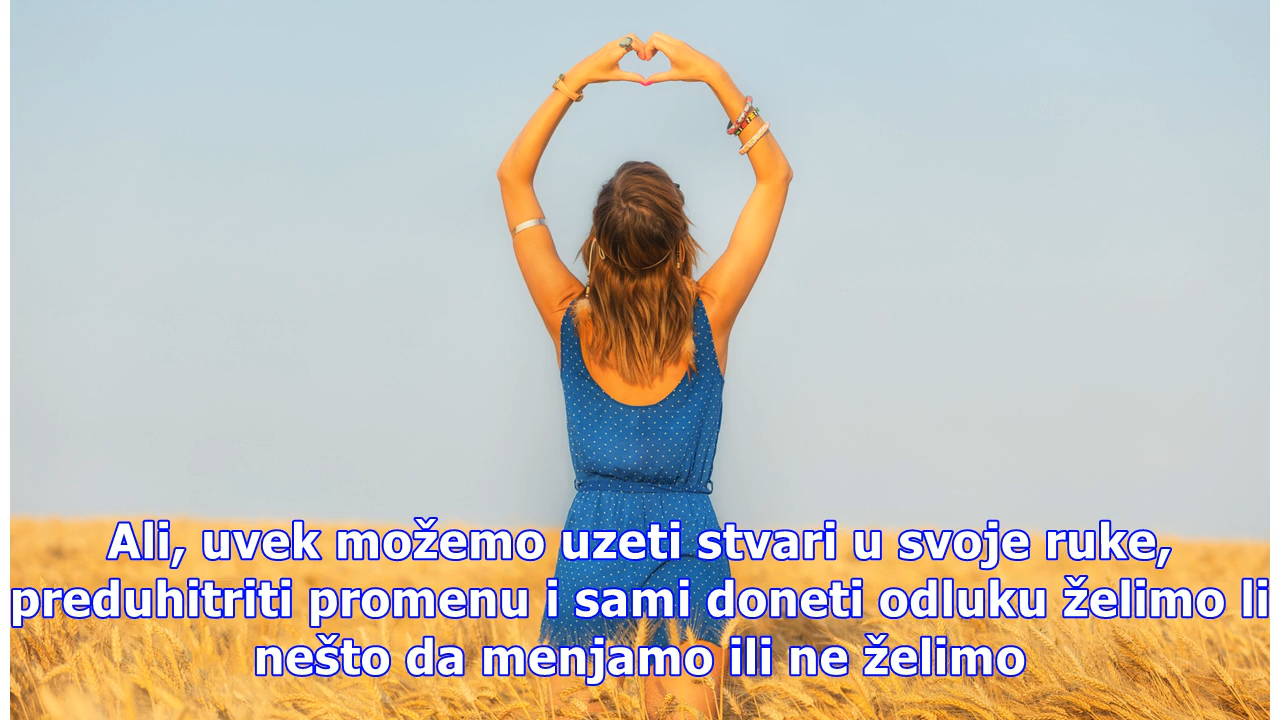 Ali, uvek možemo uzeti stvari u svoje ruke,
preduhitriti promenu i sami doneti odluku želimo li
nešto da menjamo ili ne želimo